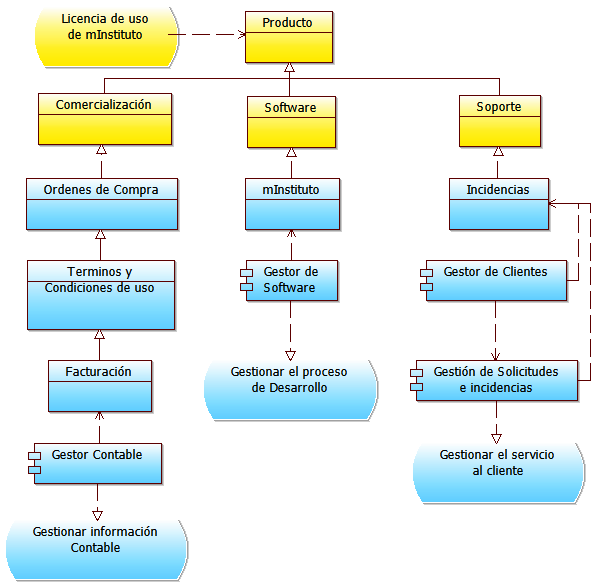 Licencia de uso
de mInstituto
Producto
Comercialización
Software
Soporte
Ordenes de Compra
mInstituto
Incidencias
Terminos y
Condiciones de uso
Gestor de
Software
Gestor de Clientes
Facturación
Gestionar el proceso
de Desarrollo
Gestión de Solicitudes
e incidencias
Gestor Contable
Gestionar el servicio
al cliente
Gestionar información
Contable